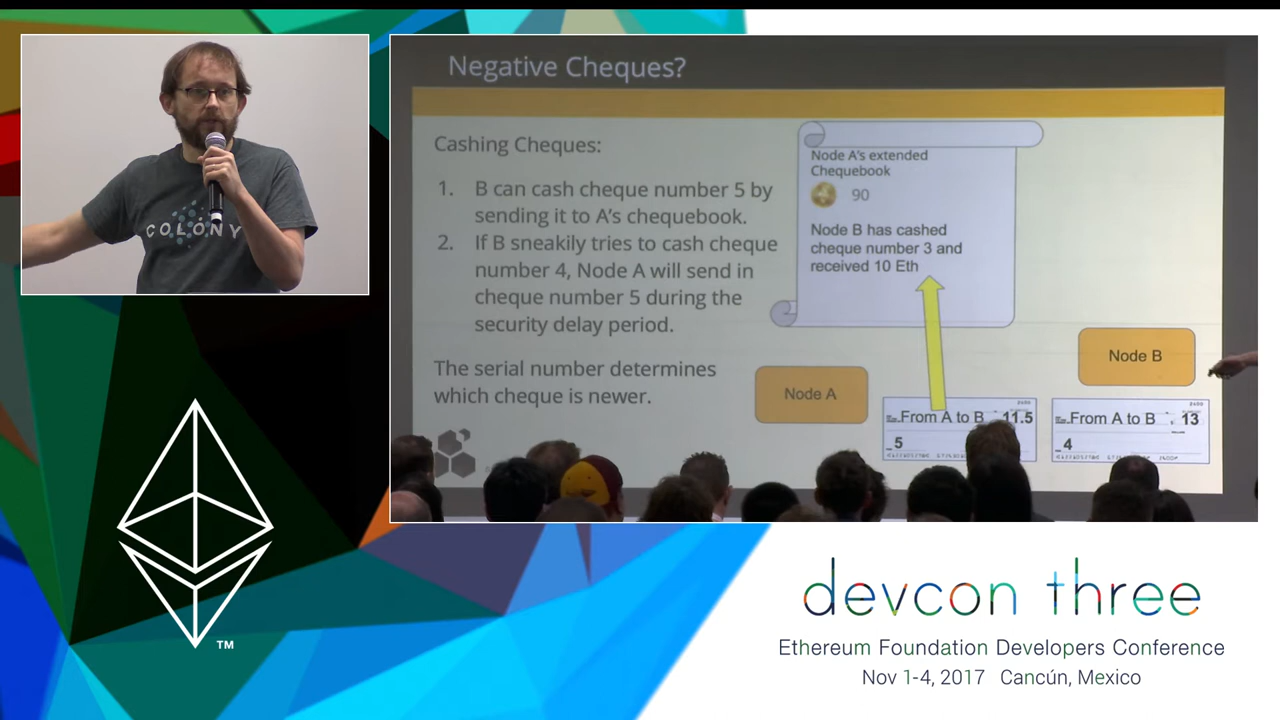 COLONY
Negative Cheques?
Cashing Cheques:
1. B can cash cheque number 5 by
sending it to A's chequebook.
2. If B sneakily tries to cash cheque
number 4, Node A will send in
cheque number 5 during the
security delay period.
The serial number determines
which cheque is newer.
Node A's extended
Chequebook
90
Node B has cashed
cheque number 3 and
received 10 Eth
Node B
Node A
From A to B 11.5
5
From A to B 13
4
TM
devcon three
Ethereum Foundation Developers Conference
Nov 1-4, 2017 Cancún, Mexico